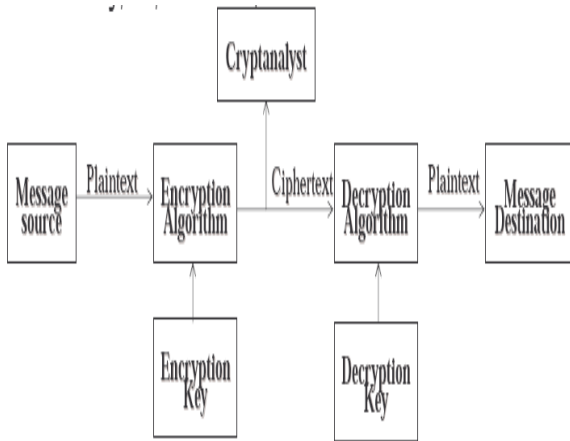 Cryptanalyst
Message
source
Plaintext
Encryption
Algorithm
Ciphertext
Decryption
Algorithm
Plaintext
Message
Destination
Encryption
Key
Decryption
Key